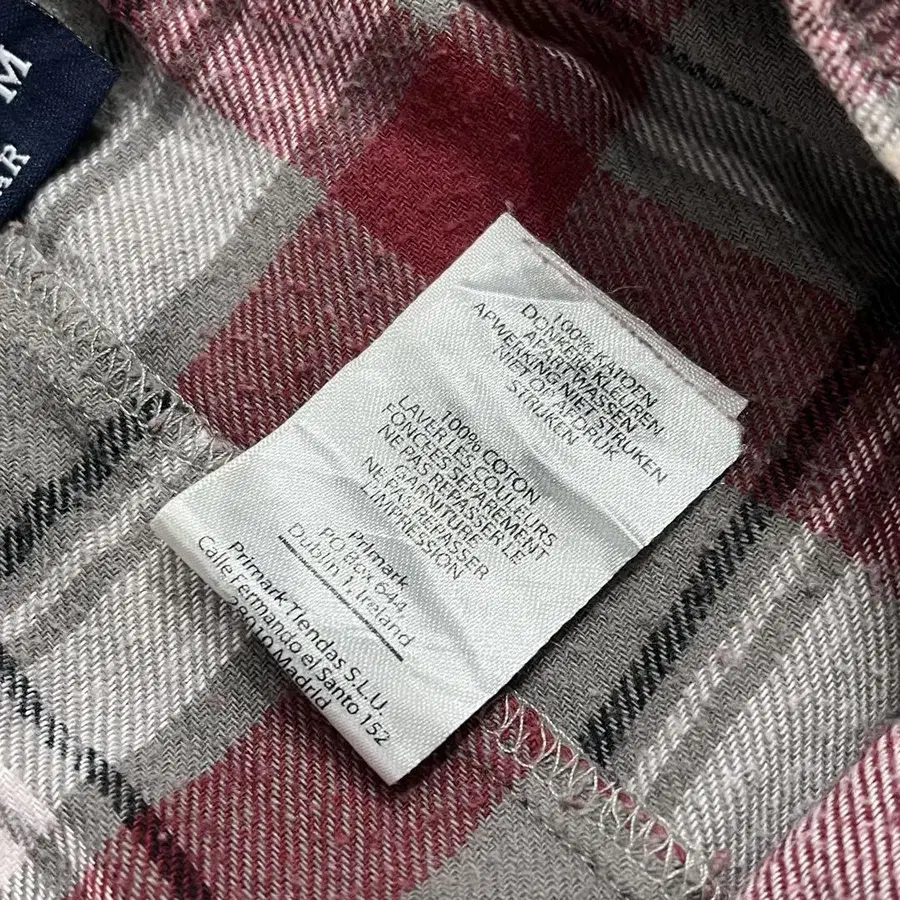 M
AR
100% KATOEN
DONKERE KLEUREN
APART WASSEN
AFWERKING NIET STRIJKEN
NIET OP AFDRUK
STRIJKEN
100% COTON
LAVER LES COULEURS
FONCÉES SÉPARÉMENT
NE PAS REPASSER LE
GARNITURE
NE PAS REPASSER
L'IMPRESSION
Primark
PO Box 644
Dublin 1, Ireland
Primark Tiendas S.L.U
Calle Fernando el Santo 152
28010 Madrid